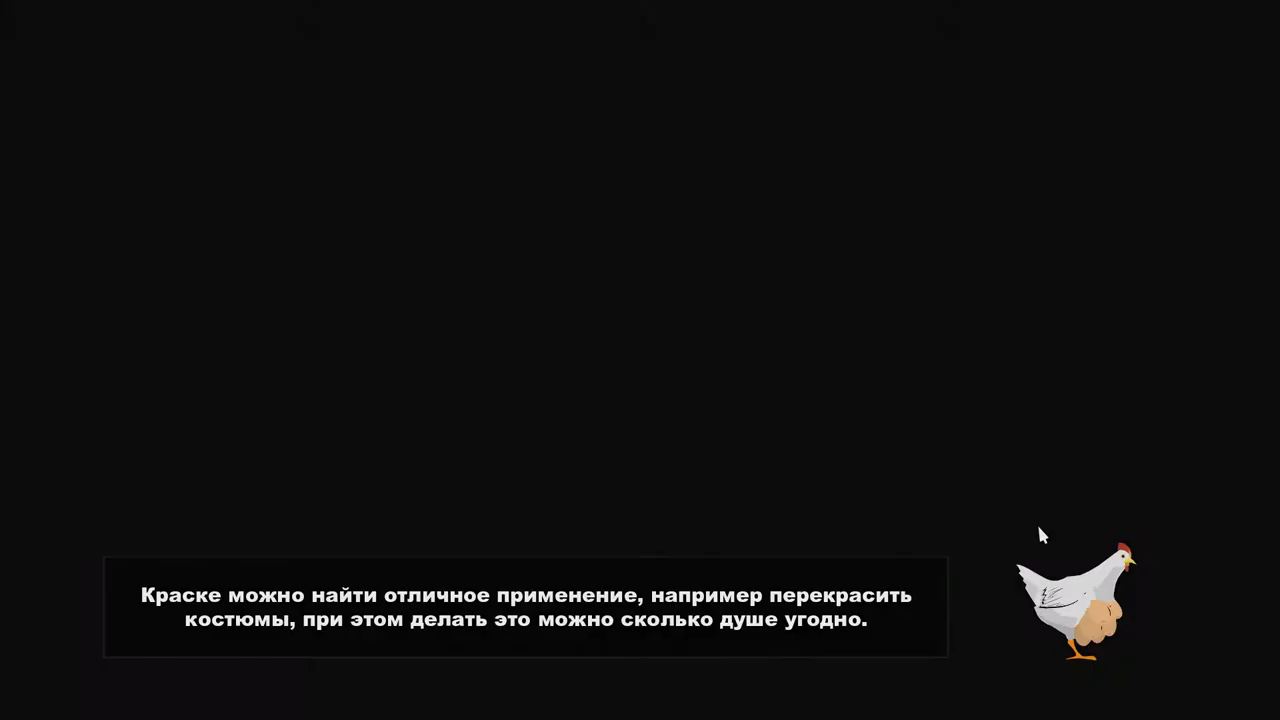 Краске можно найти отличное применение, например перекрасить
костюмы, при этом делать это можно сколько душе угодно.